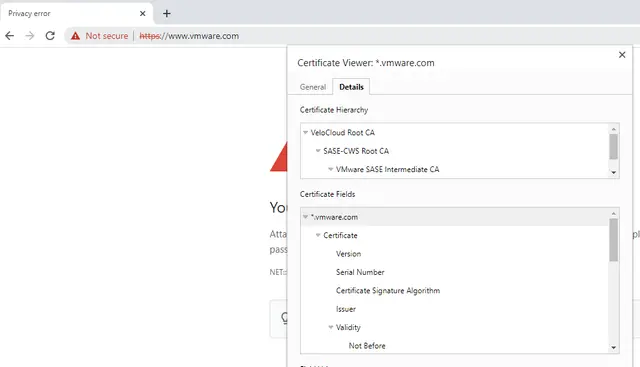 Privacy error
Not secure
https://www.vmware.com
Certificate Viewer: *.vmware.com
General
Details
Certificate Hierarchy
VeloCloud Root CA
SASE-CWS Root CA
VMware SASE Intermediate CA
Certificate Fields
*.vmware.com
Certificate
Version
Serial Number
Certificate Signature Algorithm
Issuer
Validity
Not Before
You
Atta
pass
NET::